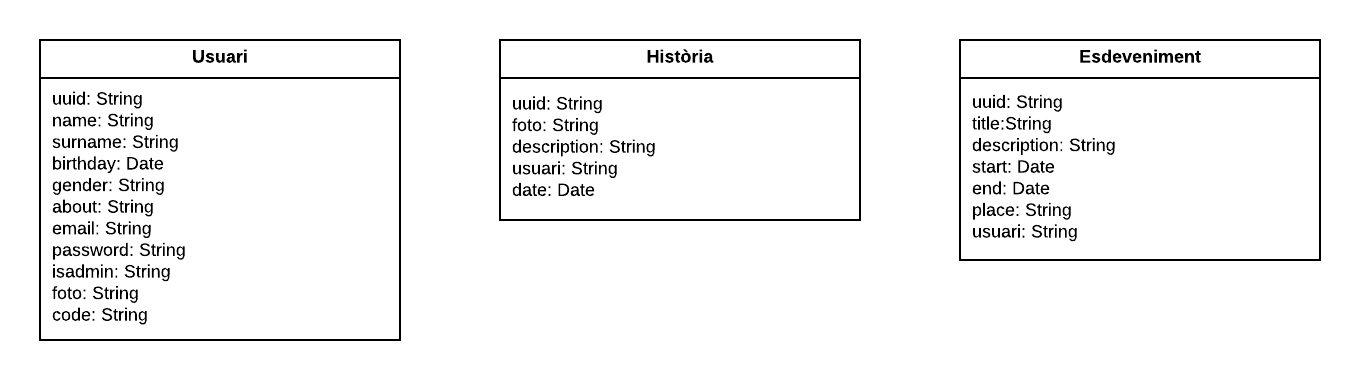 Usuari
uuid: String
name: String
surname: String
birthday: Date
gender: String
about: String
email: String
password: String
isadmin: String
foto: String
code: String
Història
uuid: String
foto: String
description: String
usuari: String
date: Date
Esdeveniment
uuid: String
title:String
description: String
start: Date
end: Date
place: String
usuari: String